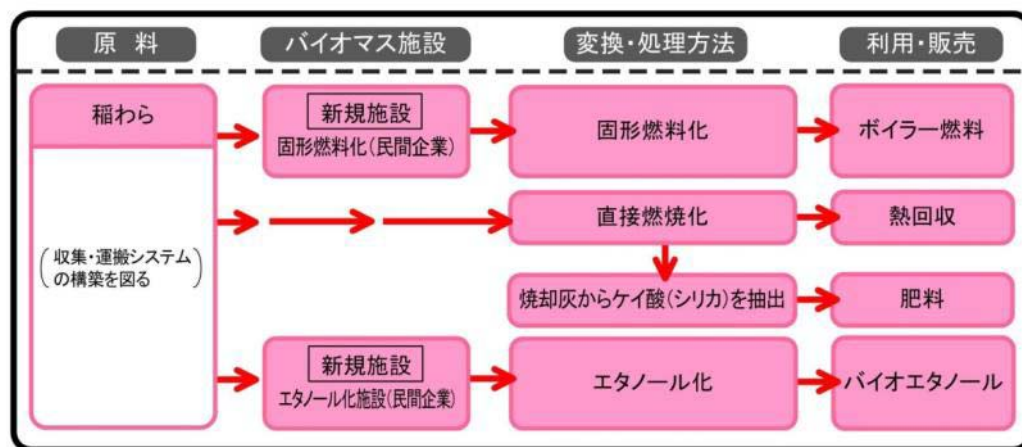 原 料
バイオマス施設
変換・処理方法
利用・販売
稲わら
(収集・運搬システム
の構築を図る)
新規施設
固形燃料化(民間企業)
固形燃料化
ボイラー燃料
直接燃焼化
熱回収
焼却灰からケイ酸(シリカ)を抽出
肥料
新規施設
エタノール化施設(民間企業)
エタノール化
バイオエタノール